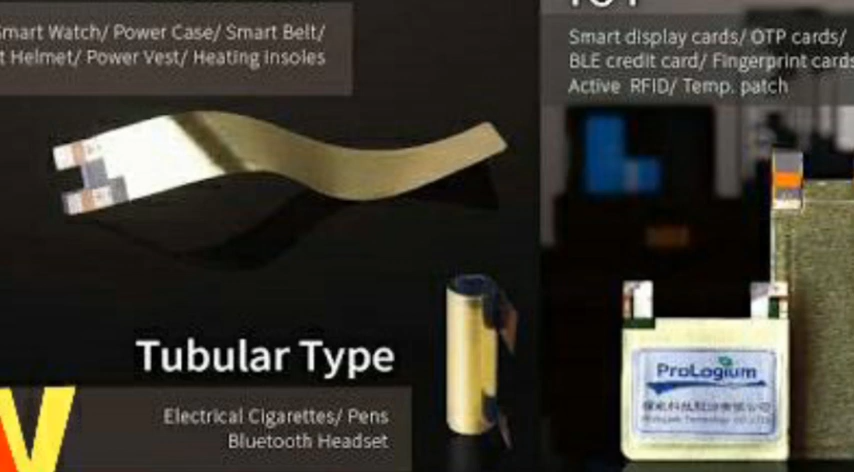 Smart Watch/ Power Case/ Smart Belt/
Helmet/ Power Vest/ Heating insoles
Smart display cards/ OTP cards/
BLE credit card/ Fingerprint cards
Active RFID/ Temp. patch
Tubular Type
Electrical Cigarettes/ Pens
Bluetooth Headset
ProLogium